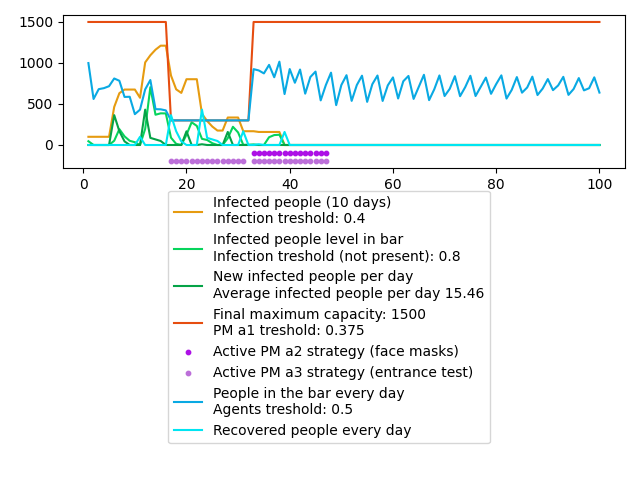 1500
1000
500
0
0
20
40
60
80
100
Infected people (10 days)
Infection treshold: 0.4
Infected people level in bar
Infection treshold (not present): 0.8
New infected people per day
Average infected people per day 15.46
Final maximum capacity: 1500
PM a1 treshold: 0.375
Active PM a2 strategy (face masks)
Active PM a3 strategy (entrance test)
People in the bar every day
Agents treshold: 0.5
Recovered people every day